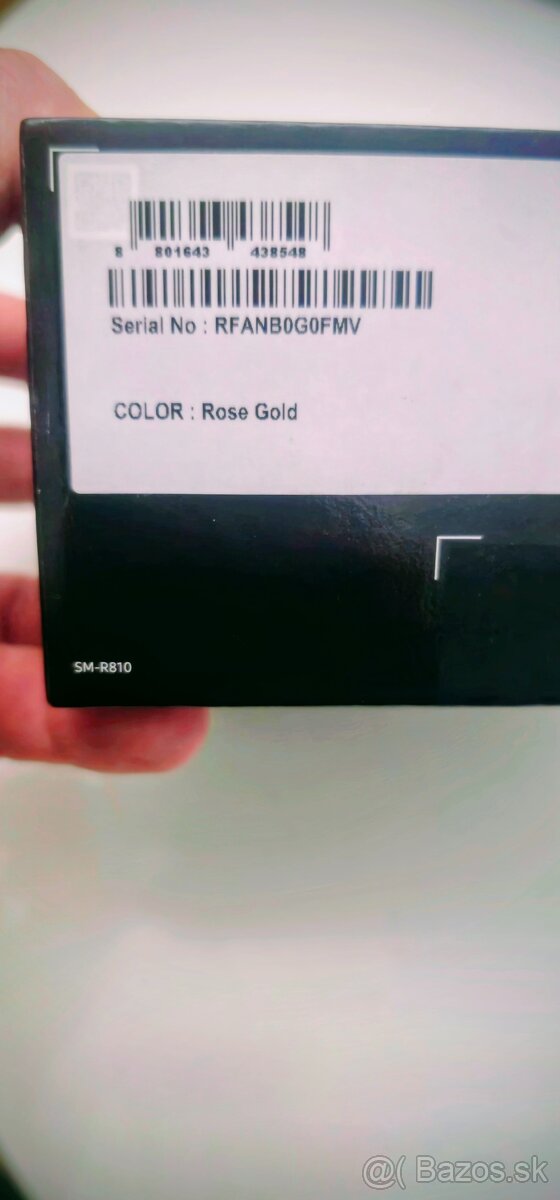 8 801643 438548
Serial No : RFANB0G0FMV
COLOR : Rose Gold
SM-R810
@( Bazos.sk